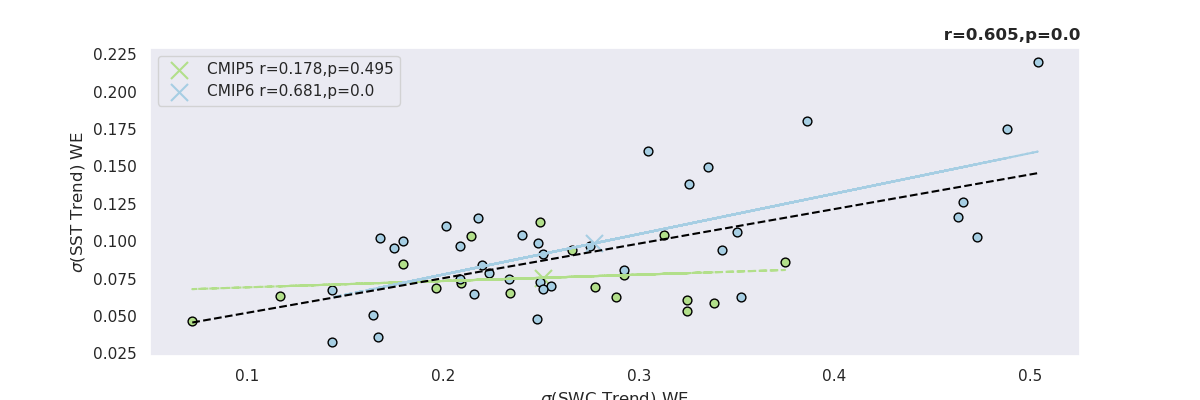 r=0.605,p=0.0
CMIP5 r=0.178,p=0.495
CMIP6 r=0.681,p=0.0
σ(SST Trend) WE
0.225
0.200
0.175
0.150
0.125
0.100
0.075
0.050
0.025
0.1 0.2 0.3 0.4 0.5
σ(SWC Trend) WE